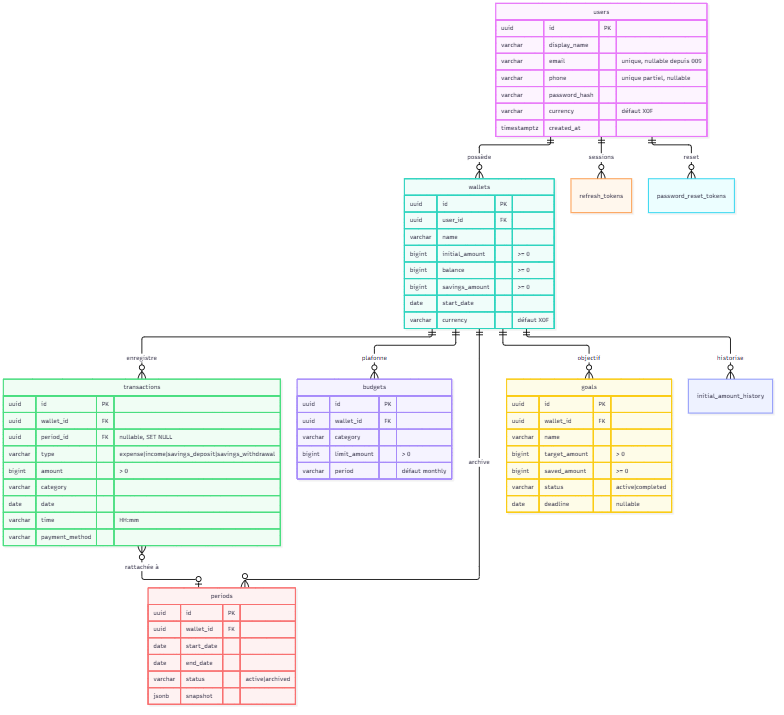 users
uuid id PK
varchar display_name
varchar email unique, nullable depuis 005
varchar phone unique partiel, nullable
varchar password_hash
varchar currency défaut XOF
timestamptz created_at
possède
sessions
reset
wallets
uuid id PK
uuid user_id FK
varchar name
bigint initial_amount >= 0
bigint balance >= 0
bigint savings_amount >= 0
date start_date
varchar currency défaut XOF
refresh_tokens
password_reset_tokens
enregistre
plafonne
objectif
historise
transactions
uuid id PK
uuid wallet_id FK
uuid period_id FK nullable, SET NULL
varchar type expense|income|savings_deposit|savings_withdrawal
bigint amount > 0
varchar category
date date
varchar time HH:mm
varchar payment_method
budgets
uuid id PK
uuid wallet_id FK
varchar category
bigint limit_amount > 0
varchar period défaut monthly
goals
uuid id PK
uuid wallet_id FK
varchar name
bigint target_amount > 0
bigint saved_amount >= 0
varchar status active|completed
date deadline nullable
initial_amount_history
archive
rattachée à
periods
uuid id PK
uuid wallet_id FK
date start_date
date end_date
varchar status active|archived
jsonb snapshot